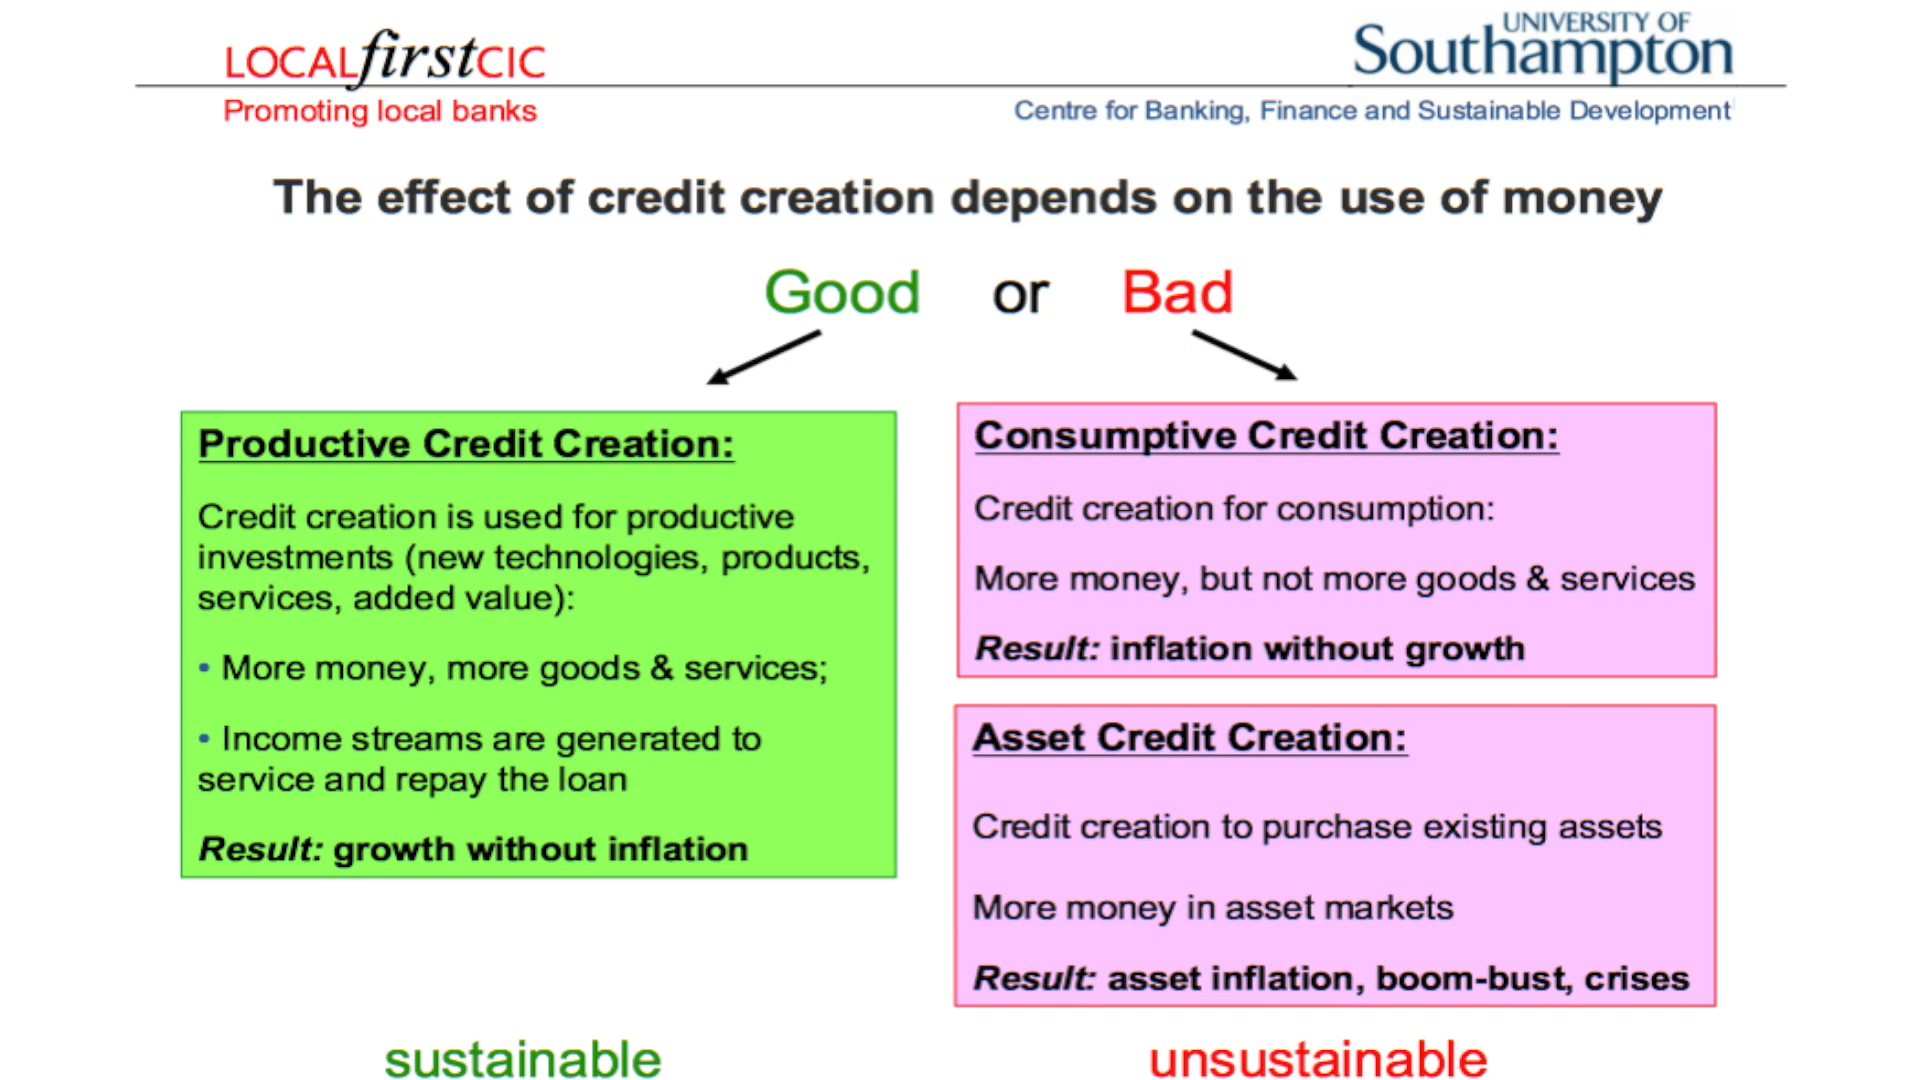 LOCALfirstCIC
Promoting local banks
UNIVERSITY OF
Southampton
Centre for Banking, Finance and Sustainable Development
The effect of credit creation depends on the use of money
Good or Bad
Productive Credit Creation:
Credit creation is used for productive
investments (new technologies, products,
services, added value):
• More money, more goods & services;
• Income streams are generated to
service and repay the loan
Result: growth without inflation
Consumptive Credit Creation:
Credit creation for consumption:
More money, but not more goods & services
Result: inflation without growth
Asset Credit Creation:
Credit creation to purchase existing assets
More money in asset markets
Result: asset inflation, boom-bust, crises
sustainable
unsustainable